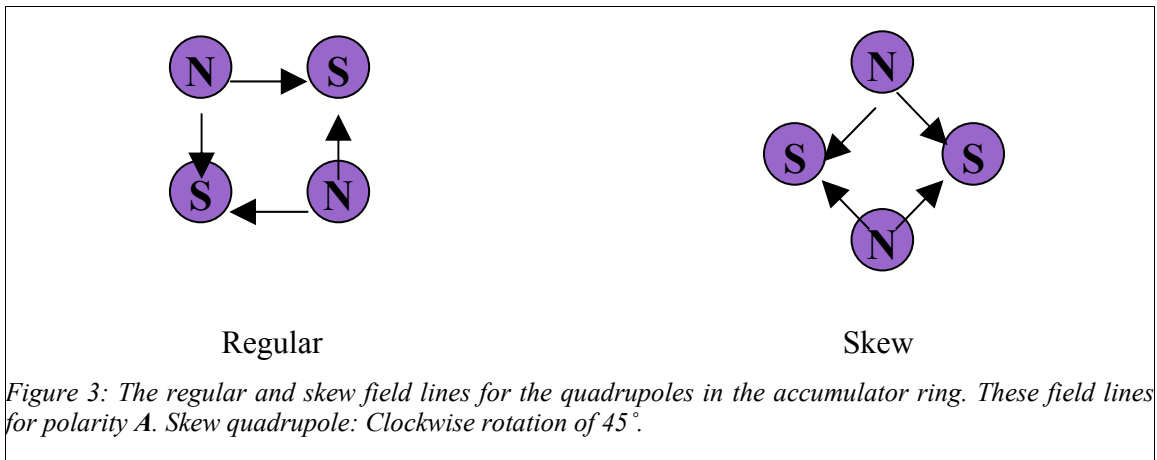 N S
S N
N
S S
N
Regular Skew
Figure 3: The regular and skew field lines for the quadrupoles in the accumulator ring. These field lines
for polarity A. Skew quadrupole: Clockwise rotation of 45˚.